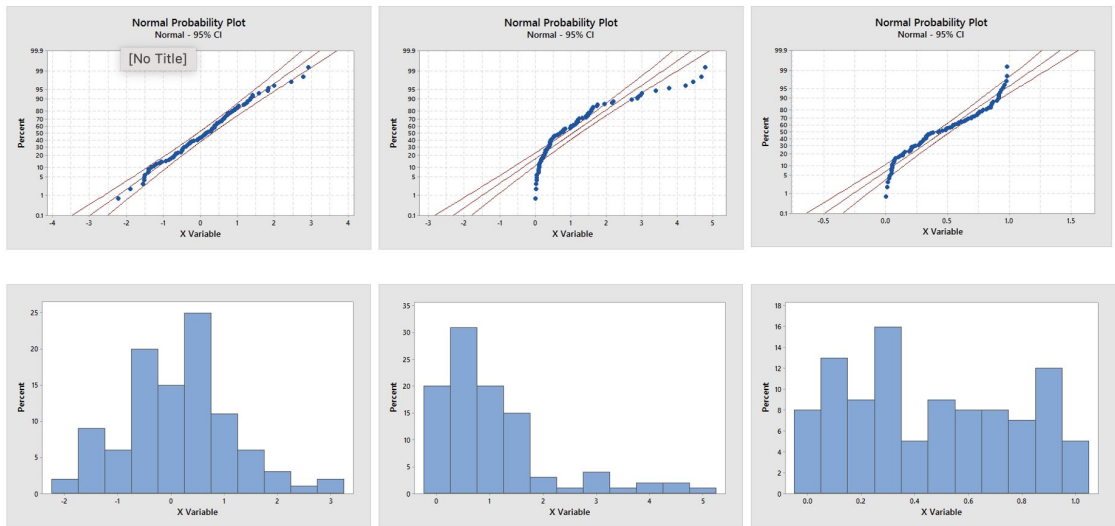 Normal Probability Plot
Normal - 95% CI
[No Title]
99.9
99
95
90
80
70
60
50
40
30
20
10
5
1
0.1
Percent
-4 -3 -2 -1 0 1 2 3 4
X Variable
Normal Probability Plot
Normal - 95% CI
99.9
99
95
90
80
70
60
50
40
30
20
10
5
1
0.1
Percent
-3 -2 -1 0 1 2 3 4 5
X Variable
Normal Probability Plot
Normal - 95% CI
99.9
99
95
90
80
70
60
50
40
30
20
10
5
1
0.1
Percent
-0.5 0.0 0.5 1.0 1.5
X Variable
25
20
15
10
5
0
Percent
-2 -1 0 1 2 3
X Variable
35
30
25
20
15
10
5
0
Percent
0 1 2 3 4 5
X Variable
18
16
14
12
10
8
6
4
2
0
Percent
0.0 0.2 0.4 0.6 0.8 1.0
X Variable